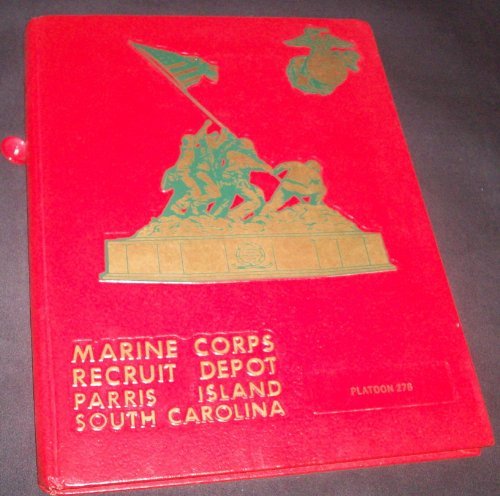 MARINE CORPS
RECRUIT DEPOT
PARRIS ISLAND
SOUTH CAROLINA
PLATOON 278